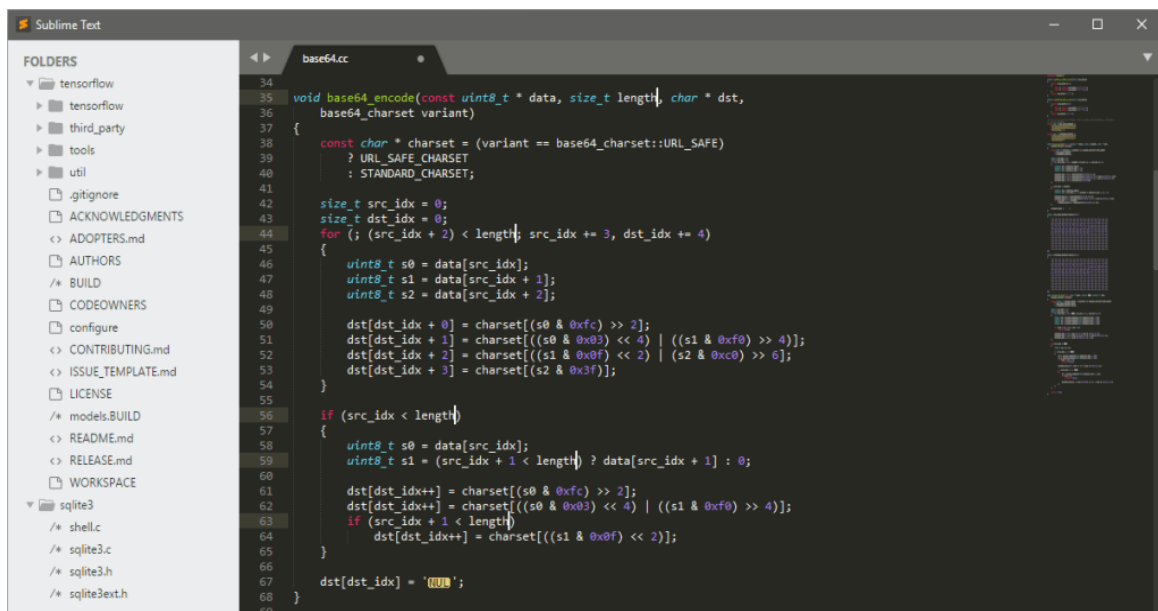 Sublime Text
FOLDERS
tensorflow
tensorflow
third_party
tools
util
.gitignore
ACKNOWLEDGMENTS
<> ADOPTERS.md
AUTHORS
/* BUILD
CODEOWNERS
configure
<> CONTRIBUTING.md
<> ISSUE_TEMPLATE.md
LICENSE
/* models.BUILD
<> README.md
<> RELEASE.md
WORKSPACE
sqlite3
/* shell.c
/* sqlite3.c
/* sqlite3.h
/* sqlite3ext.h
base64.cc
34
35 void base64_encode(const uint8_t * data, size_t length, char * dst,
36     base64_charset variant)
37 {
38     const char * charset = (variant == base64_charset::URL_SAFE)
39         ? URL_SAFE_CHARSET
40         : STANDARD_CHARSET;
41
42     size_t src_idx = 0;
43     size_t dst_idx = 0;
44     for (; (src_idx + 2) < length; src_idx += 3, dst_idx += 4)
45     {
46         uint8_t s0 = data[src_idx];
47         uint8_t s1 = data[src_idx + 1];
48         uint8_t s2 = data[src_idx + 2];
49
50         dst[dst_idx + 0] = charset[(s0 & 0xfc) >> 2];
51         dst[dst_idx + 1] = charset[((s0 & 0x03) << 4) | ((s1 & 0xf0) >> 4)];
52         dst[dst_idx + 2] = charset[((s1 & 0x0f) << 2) | (s2 & 0xc0) >> 6];
53         dst[dst_idx + 3] = charset[(s2 & 0x3f)];
54     }
55
56     if (src_idx < length)
57     {
58         uint8_t s0 = data[src_idx];
59         uint8_t s1 = (src_idx + 1 < length) ? data[src_idx + 1] : 0;
60
61         dst[dst_idx++] = charset[(s0 & 0xfc) >> 2];
62         dst[dst_idx++] = charset[((s0 & 0x03) << 4) | ((s1 & 0xf0) >> 4)];
63         if (src_idx + 1 < length)
64             dst[dst_idx++] = charset[((s1 & 0x0f) << 2)];
65     }
66
67     dst[dst_idx] = 'NUL';
68 }